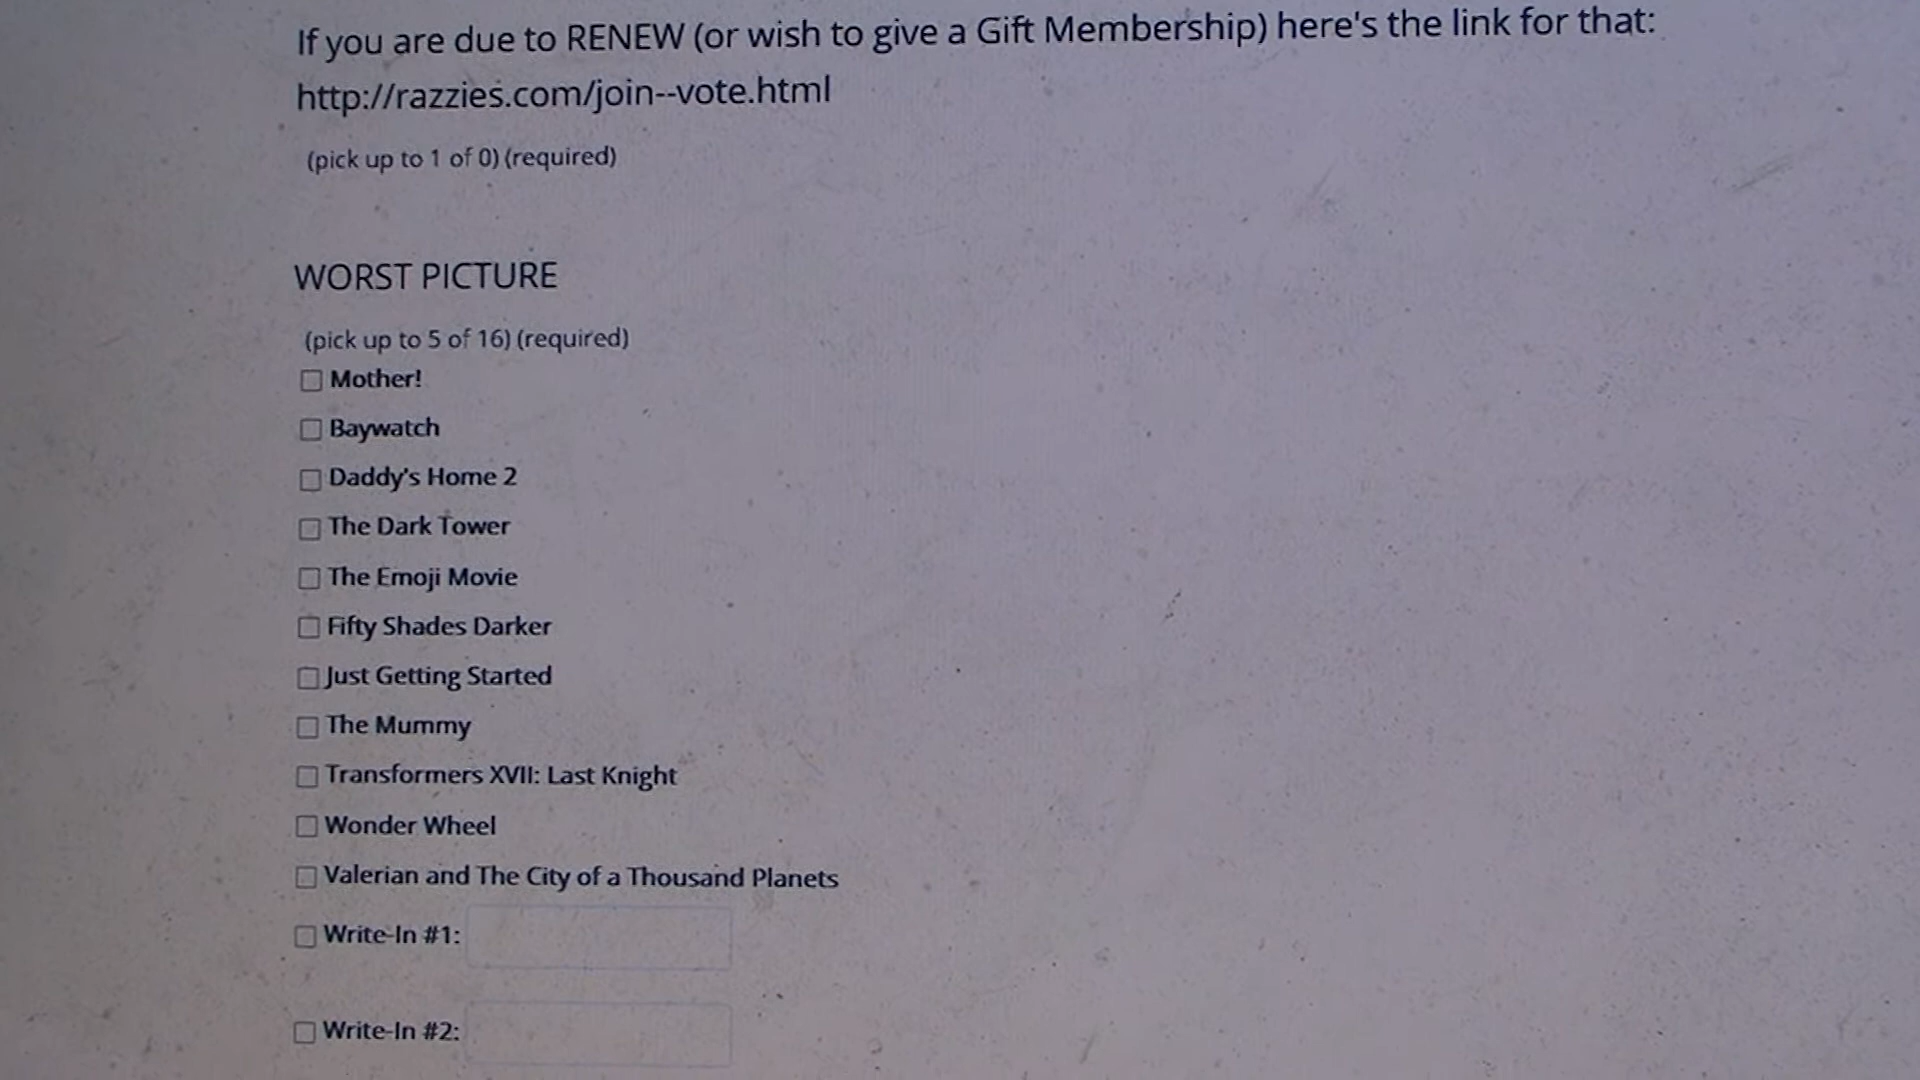 If you are due to RENEW (or wish to give a Gift Membership) here's the link for that:
http://razzies.com/join--vote.html
(pick up to 1 of 0) (required)
WORST PICTURE
(pick up to 5 of 16) (required)
Mother!
Baywatch
Daddy's Home 2
The Dark Tower
The Emoji Movie
Fifty Shades Darker
Just Getting Started
The Mummy
Transformers XVII: Last Knight
Wonder Wheel
Valerian and The City of a Thousand Planets
Write-In #1:
Write-In #2: